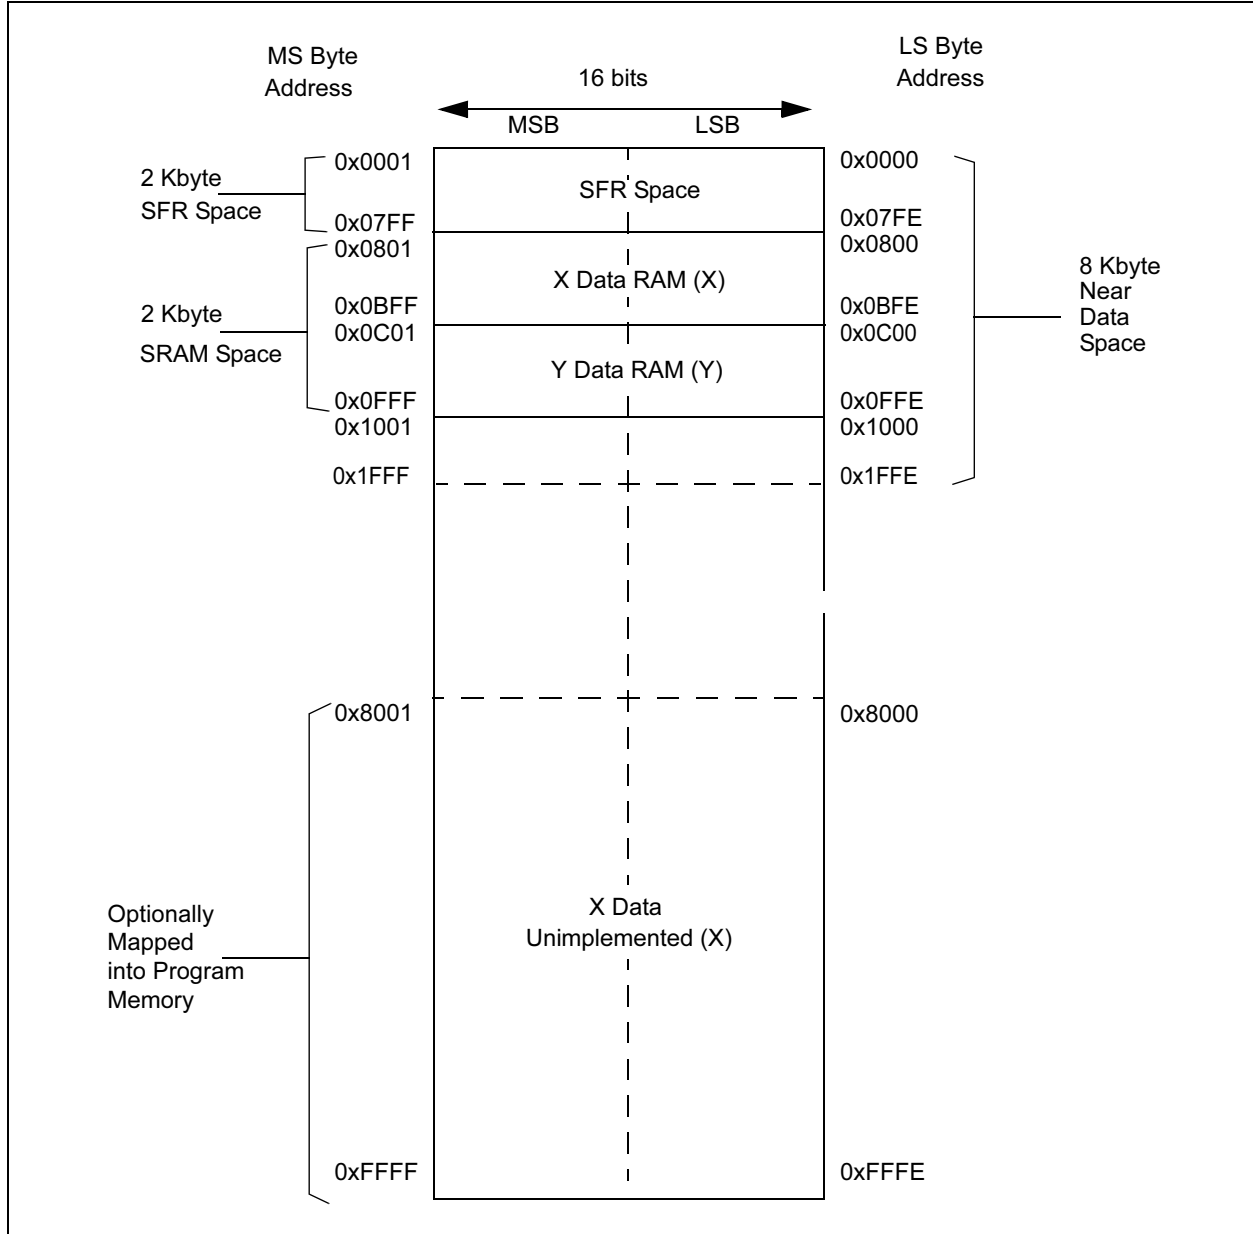 MS Byte
Address
16 bits
LS Byte
Address
MSB
LSB
2 Kbyte
SFR Space
0x0001
0x07FF
SFR Space
0x0000
0x07FE
2 Kbyte
SRAM Space
0x0801
0x0BFF
X Data RAM (X)
0x0800
0x0BFE
0x0C01
0x0FFF
Y Data RAM (Y)
0x0C00
0x0FFE
0x1001
0x1FFF
0x1000
0x1FFE
8 Kbyte
Near
Data
Space
0x8001
0x8000
Optionally
Mapped
into Program
Memory
X Data
Unimplemented (X)
0xFFFF
0xFFFE